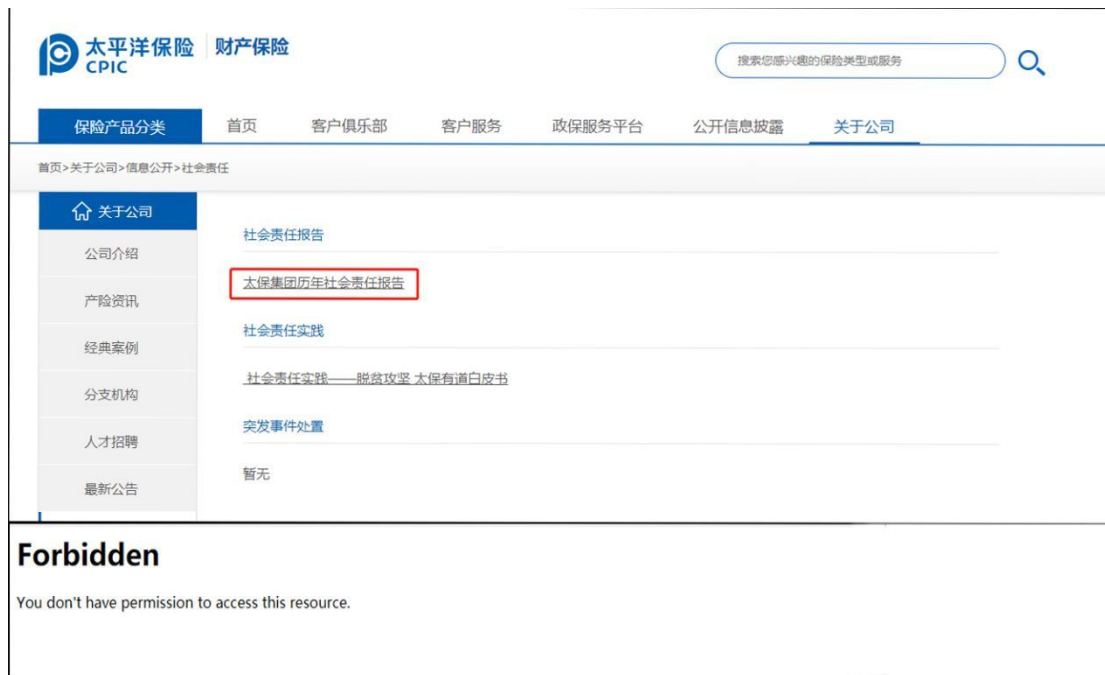 太平洋保险 财产保险
CPIC
搜索您感兴趣的保险类型或服务
保险产品分类 首页 客户俱乐部 客户服务 政保服务平台 公开信息披露 关于公司
首页>关于公司>信息公开>社会责任
关于公司
公司介绍
产险资讯
经典案例
分支机构
人才招聘
最新公告
社会责任报告
太保集团历年社会责任报告
社会责任实践
社会责任实践——脱贫攻坚 太保有道白皮书
突发事件处置
暂无
Forbidden
You don't have permission to access this resource.